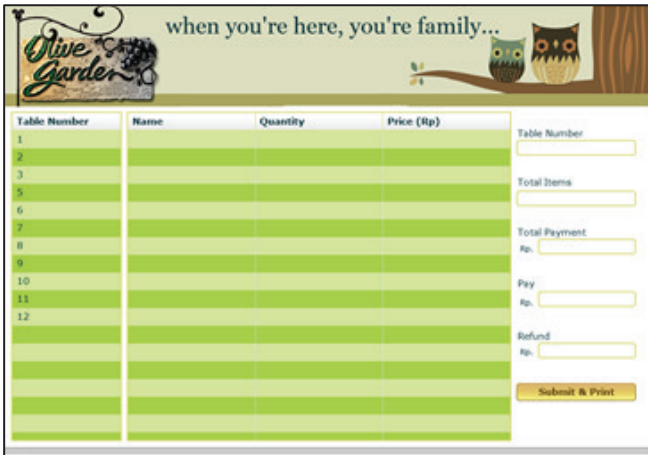 Olive
Garden
when you're here, you're family...
Table Number
Name
Quantity
Price (Rp)
1
2
3
5
6
7
8
9
10
11
12
Table Number
Total Items
Total Payment
Rp.
Pay
Rp.
Refund
Rp.
Submit & Print